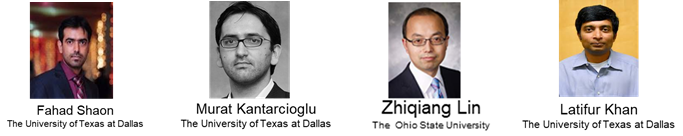 Fahad Shaon
The University of Texas at Dallas
Murat Kantarcioglu
The University of Texas at Dallas
Zhiqiang Lin
The Ohio State University
Latifur Khan
The University of Texas at Dallas